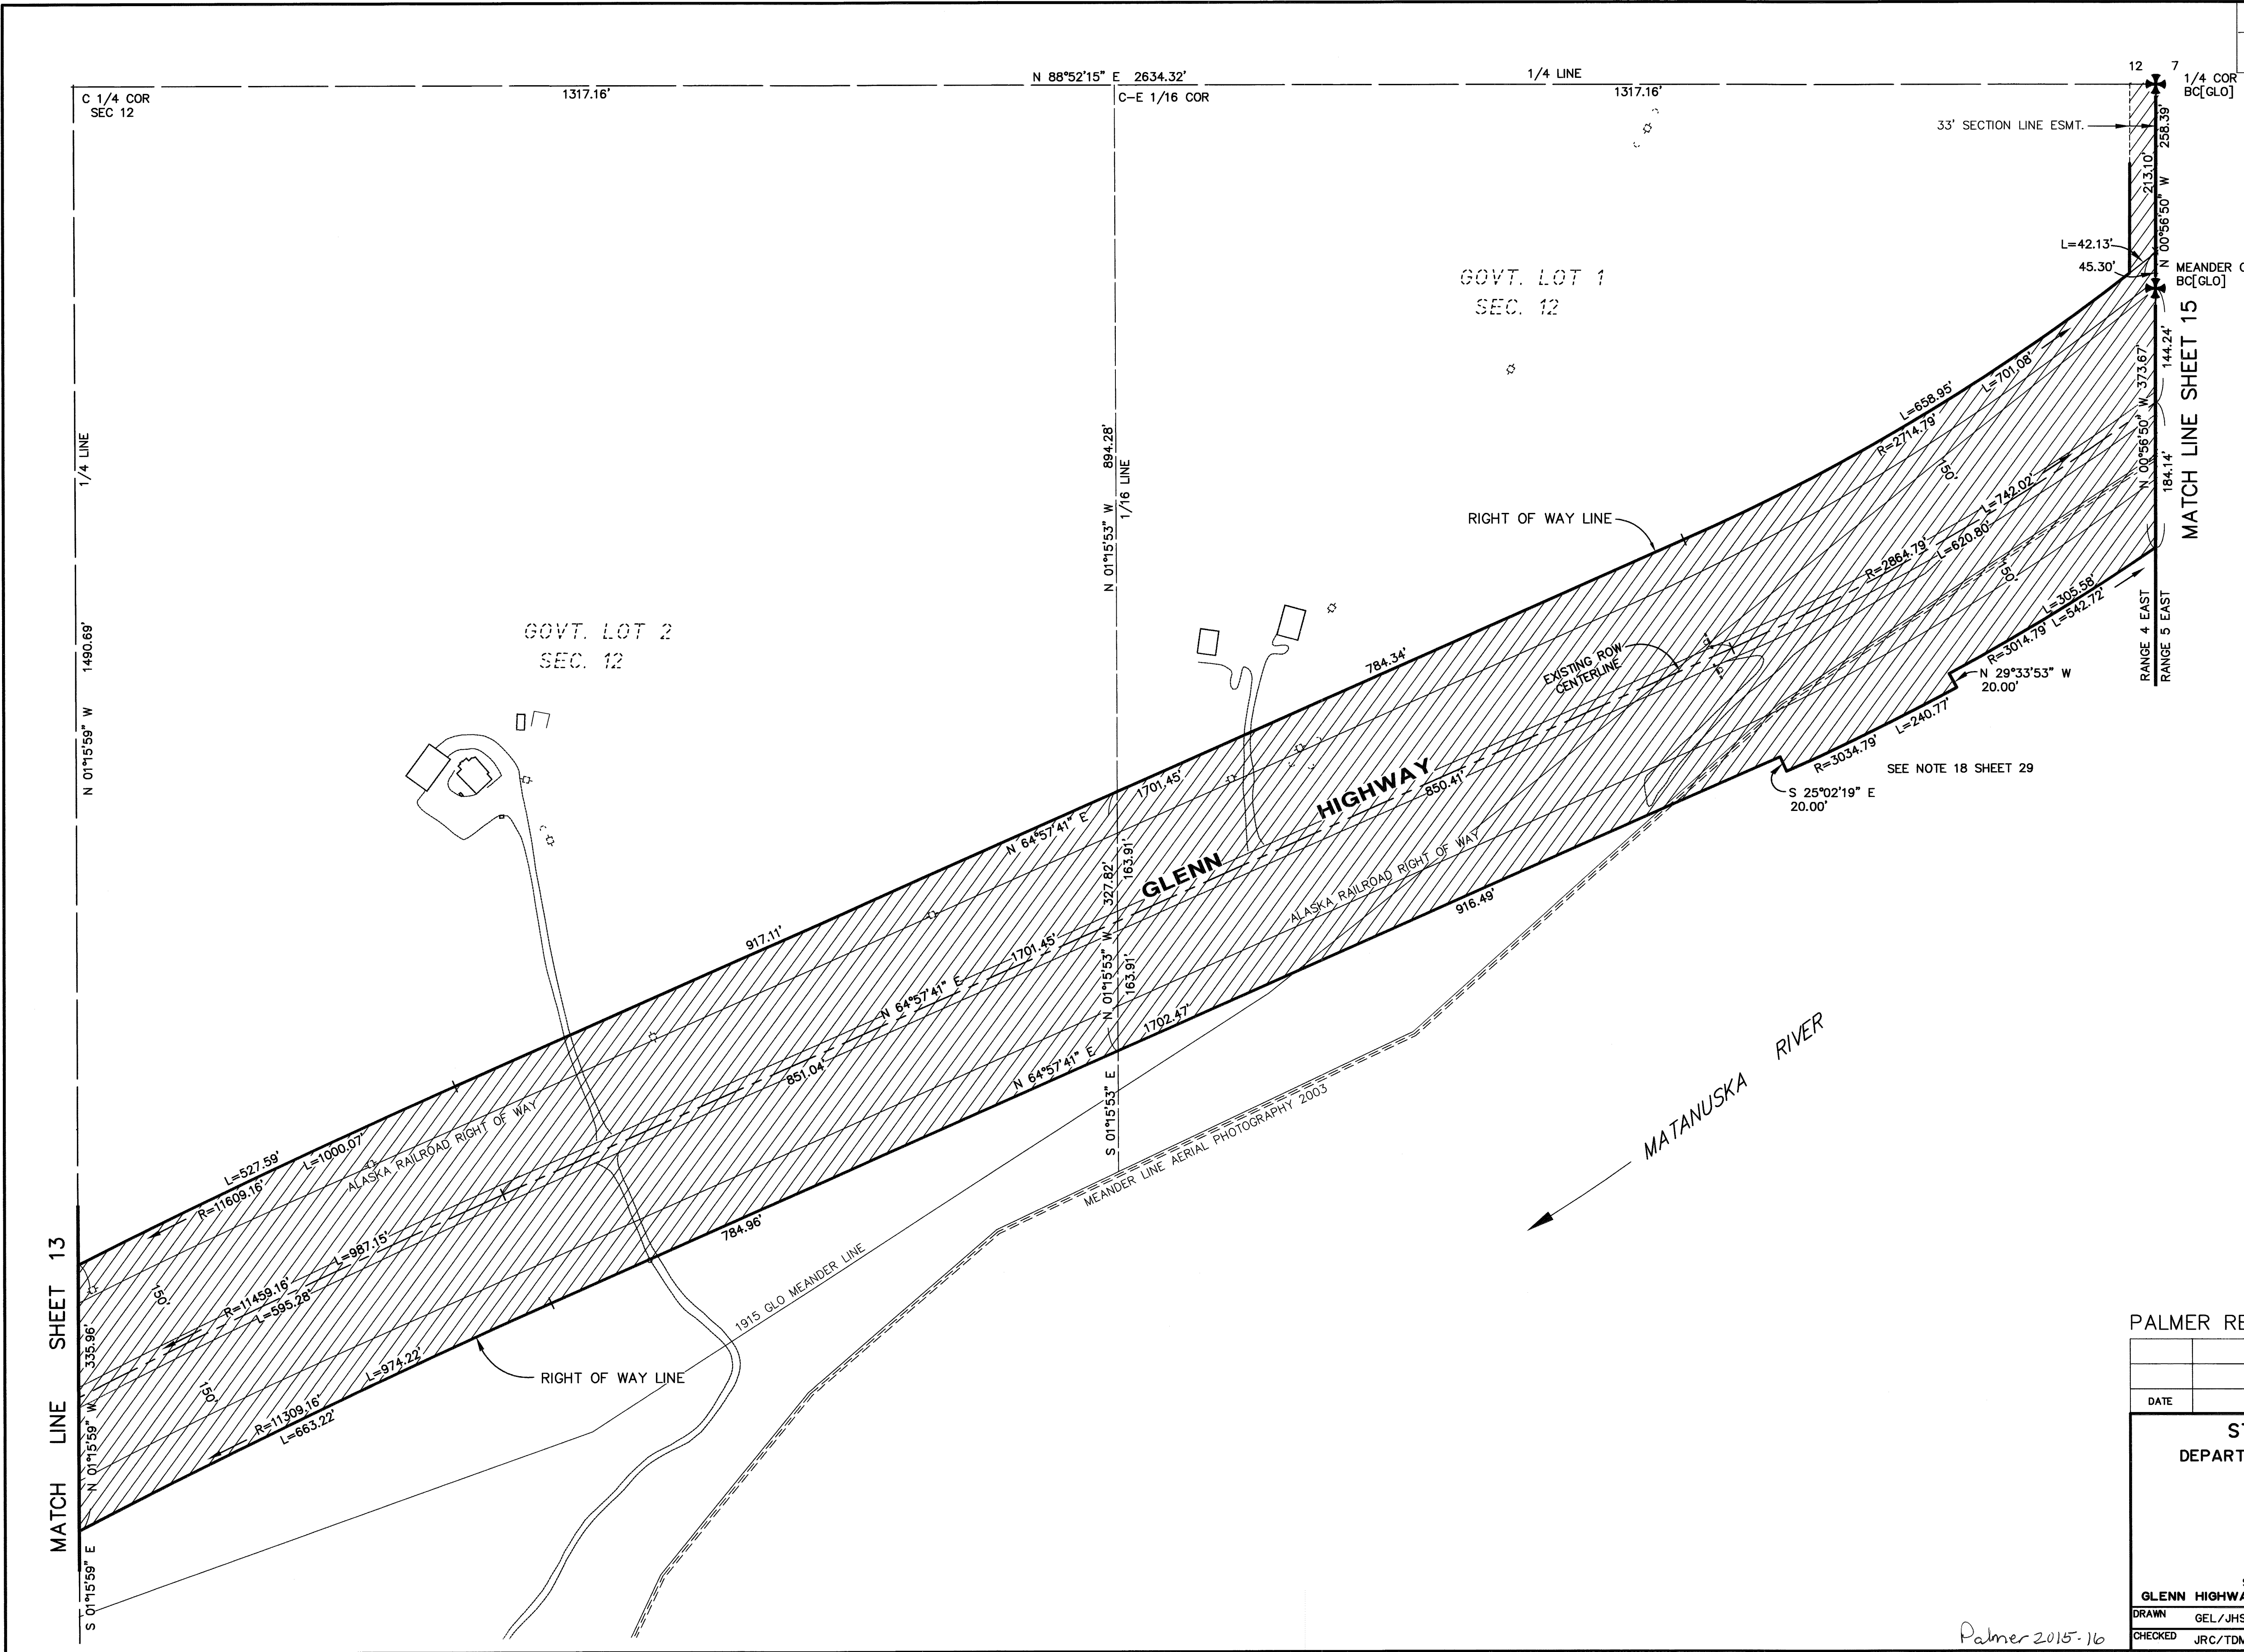 N 88°52'15" E 2634.32'
1/4 LINE
12 7
C 1/4 COR
SEC 12
1317.16'
C-E 1/16 COR
1317.16'
1/4 COR
BC[GLO]
33' SECTION LINE ESMT.
258.39'
213.10'
N 00°56'50" W
L=42.13'
45.30'
MEANDER
BC[GLO]
GOVT. LOT 1
SEC. 12
MATCH LINE SHEET 15
144.24'
N 00°56'50" W 373.67'
184.14'
L=701.08'
L=658.95'
R=2714.79'
150'
1/4 LINE
N 01°15'59" W 1490.69'
N 01°15'53" W 894.28'
1/16 LINE
RIGHT OF WAY LINE
L=742.02'
R=2864.79'
L=620.80'
150'
L=305.58'
L=542.72'
R=3014.79'
N 29°33'53" W
20.00'
RANGE 4 EAST
RANGE 5 EAST
GOVT. LOT 2
SEC. 12
784.34'
EXISTING ROW
CENTERLINE
L=240.77'
R=3034.79'
SEE NOTE 18 SHEET 29
S 25°02'19" E
20.00'
1701.45'
N 64°57'41" E
GLENN HIGHWAY
850.41'
ALASKA RAILROAD RIGHT OF WAY
916.49'
917.11'
N 01°15'53" W 327.82'
163.91'
163.91'
1701.45'
N 64°57'41" E
851.04'
1702.47'
N 64°57'41" E
S 01°15'53" E
MEANDER LINE AERIAL PHOTOGRAPHY 2003
MATANUSKA RIVER
ALASKA RAILROAD RIGHT OF WAY
L=527.59'
L=1000.07'
R=11609.16'
784.96'
1915 GLO MEANDER LINE
L=987.15'
R=11459.16'
L=595.28'
150'
150'
RIGHT OF WAY LINE
L=974.22'
R=11309.16'
L=663.22'
MATCH LINE SHEET 13
N 01°15'59" W 335.96'
S 01°15'59" E
PALMER
DATE
GLENN
DRAWN GEL/JHS
CHECKED
Palmer 2015-16